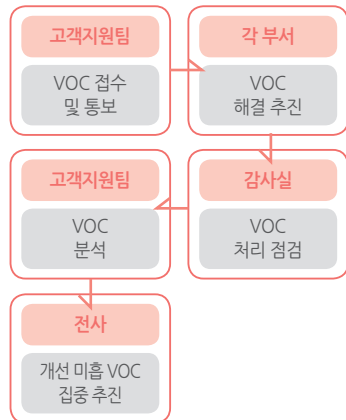 고객지원팀
VOC 접수
및 통보
각 부서
VOC
해결 추진
감사실
VOC
처리 점검
고객지원팀
VOC
분석
전사
개선 미흡 VOC
집중 추진